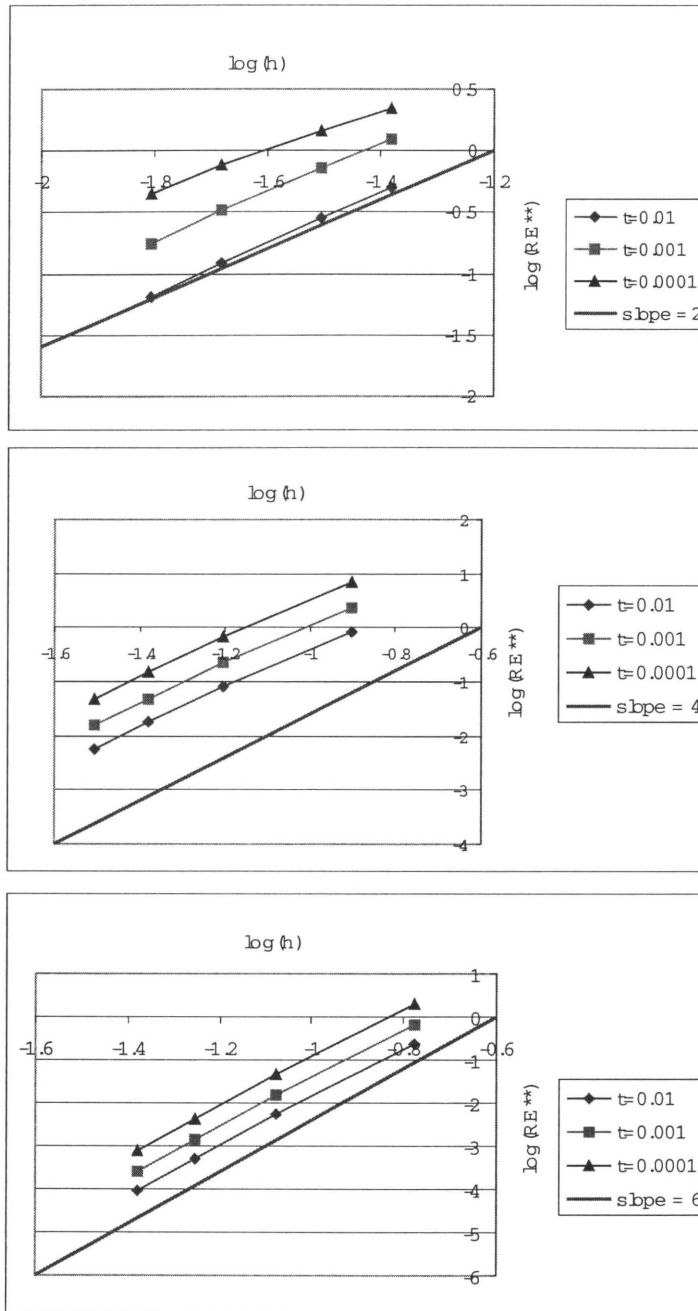 log(h)
0.5
0
-2 -1.8 -1.6 -1.4 -1.2
-0.5
-1
-1.5
-2
log(RE**)
t=0.01
t=0.001
t=0.0001
slope = 2
log(h)
2
1
0
-1.6 -1.4 -1.2 -1 -0.8 -0.6
-1
-2
-3
-4
log(RE**)
t=0.01
t=0.001
t=0.0001
slope = 4
log(h)
1
0
-1.6 -1.4 -1.2 -1 -0.8 -0.6
-1
-2
-3
-4
-5
-6
log(RE**)
t=0.01
t=0.001
t=0.0001
slope = 6